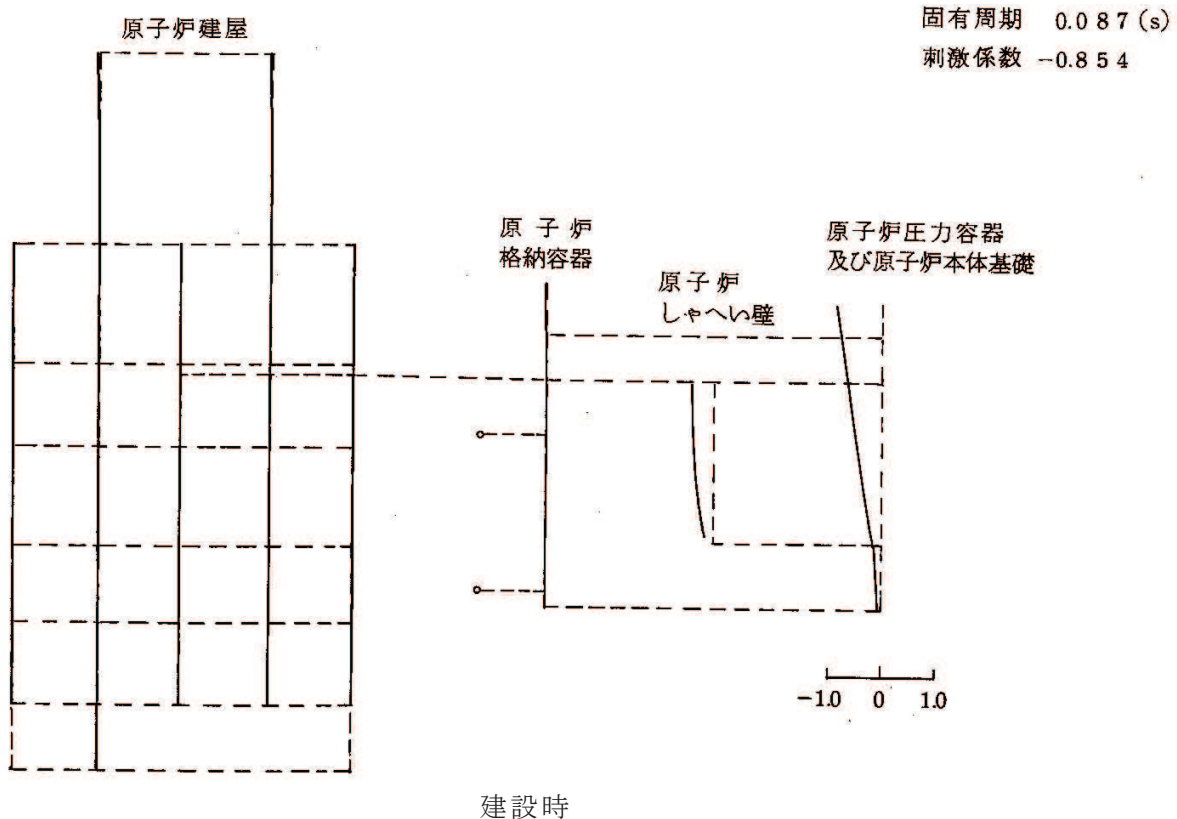 原子炉建屋
固有周期 0.087(s)
刺激係数 -0.854
原子炉
格納容器
原子炉
しゃへい壁
原子炉圧力容器
及び原子炉本体基礎
-1.0 0 1.0
建設時